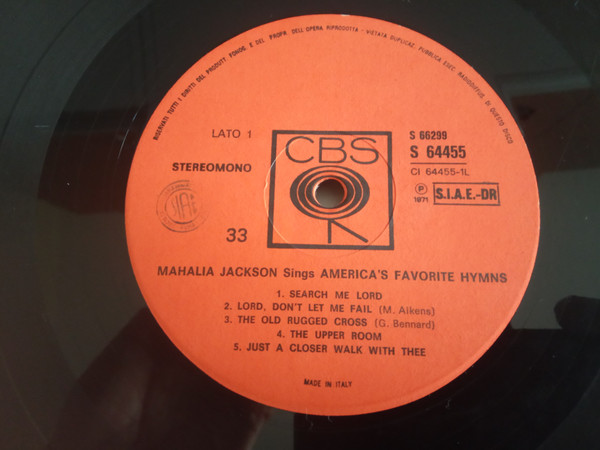 RISERVATI TUTTI I DIRITTI DEL PRODUTT. FONOG. E DEL PROPR. DELL'OPERA RIPRODOTTA - VIETATA DUPLICAZ. PUBBLICA ESEC. RADIODIFFUS. DI QUESTO DISCO
LATO 1
CBS
S 66299
S 64455
STEREOMONO
CI 64455-1L
P
1971
S.I.A.E.-DR
33
MAHALIA JACKSON Sings AMERICA'S FAVORITE HYMNS
1. SEARCH ME LORD
2. LORD, DON'T LET ME FAIL (M. Aikens)
3. THE OLD RUGGED CROSS (G. Bennard)
4. THE UPPER ROOM
5. JUST A CLOSER WALK WITH THEE
MADE IN ITALY